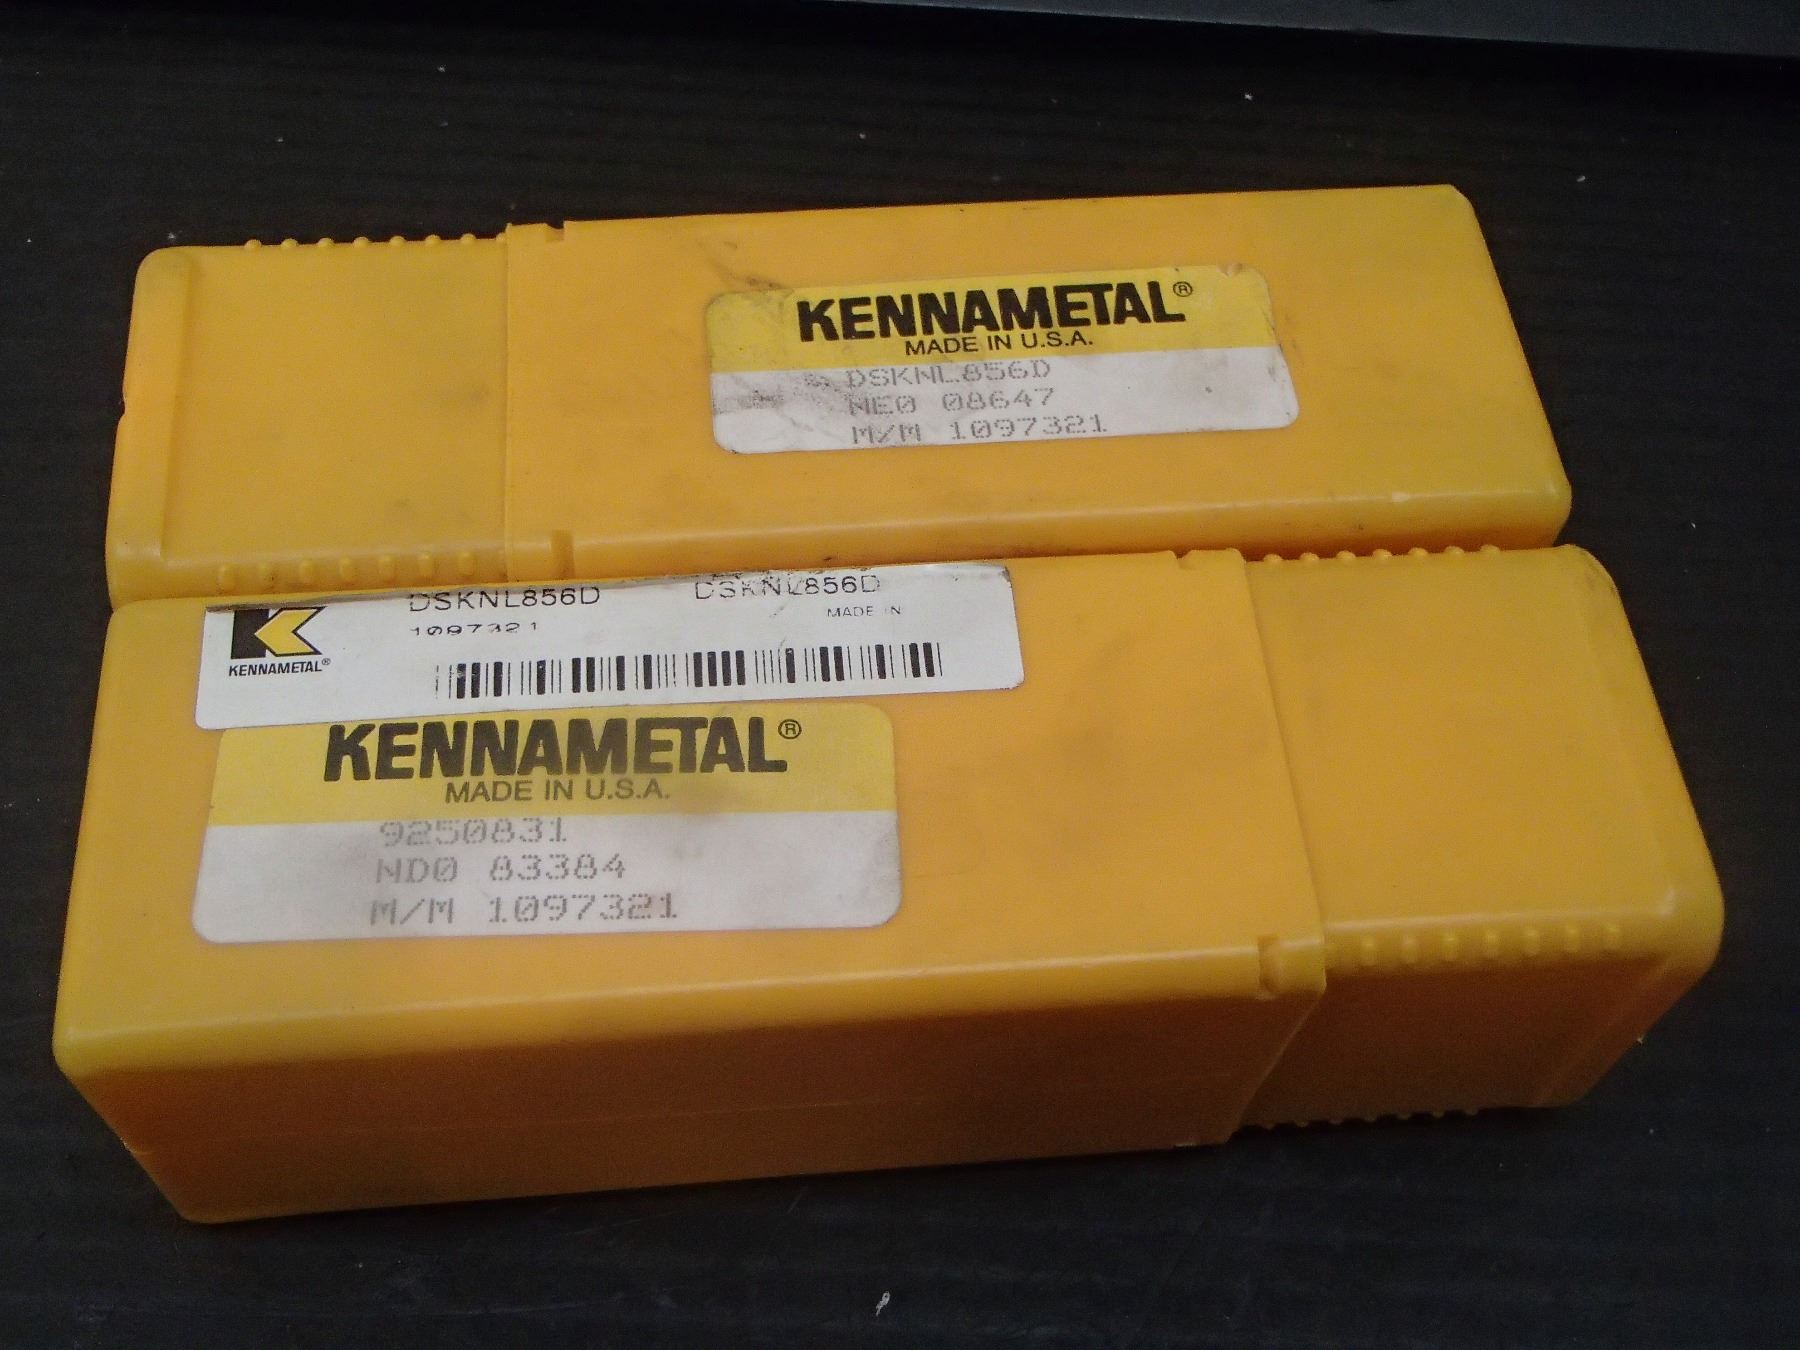 KENNAMETAL®
MADE IN U.S.A.
DSKNL856D
ME0 08647
M/M 1097321
DSKNL856D DSKNL856D
1097321 MADE IN
KENNAMETAL®
KENNAMETAL®
MADE IN U.S.A.
9250831
ND0 83384
M/M 1097321